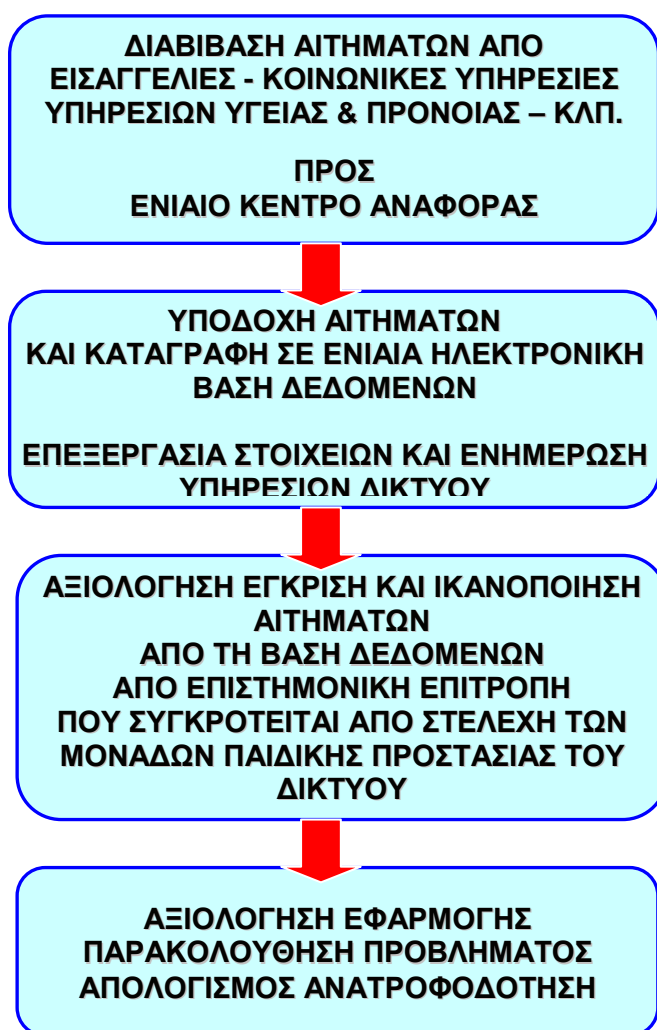 ΔΙΑΒΙΒΑΣΗ ΑΙΤΗΜΑΤΩΝ ΑΠΟ
ΕΙΣΑΓΓΕΛΙΕΣ - ΚΟΙΝΩΝΙΚΕΣ ΥΠΗΡΕΣΙΕΣ
ΥΠΗΡΕΣΙΩΝ ΥΓΕΙΑΣ & ΠΡΟΝΟΙΑΣ – ΚΛΠ.
ΠΡΟΣ
ΕΝΙΑΙΟ ΚΕΝΤΡΟ ΑΝΑΦΟΡΑΣ
ΥΠΟΔΟΧΗ ΑΙΤΗΜΑΤΩΝ
ΚΑΙ ΚΑΤΑΓΡΑΦΗ ΣΕ ΕΝΙΑΙΑ ΗΛΕΚΤΡΟΝΙΚΗ
ΒΑΣΗ ΔΕΔΟΜΕΝΩΝ
ΕΠΕΞΕΡΓΑΣΙΑ ΣΤΟΙΧΕΙΩΝ ΚΑΙ ΕΝΗΜΕΡΩΣΗ
ΥΠΗΡΕΣΙΩΝ ΔΙΚΤΥΟΥ
ΑΞΙΟΛΟΓΗΣΗ ΕΓΚΡΙΣΗ ΚΑΙ ΙΚΑΝΟΠΟΙΗΣΗ
ΑΙΤΗΜΑΤΩΝ
ΑΠΟ ΤΗ ΒΑΣΗ ΔΕΔΟΜΕΝΩΝ
ΑΠΟ ΕΠΙΣΤΗΜΟΝΙΚΗ ΕΠΙΤΡΟΠΗ
ΠΟΥ ΣΥΓΚΡΟΤΕΙΤΑΙ ΑΠΟ ΣΤΕΛΕΧΗ ΤΩΝ
ΜΟΝΑΔΩΝ ΠΑΙΔΙΚΗΣ ΠΡΟΣΤΑΣΙΑΣ ΤΟΥ
ΔΙΚΤΥΟΥ
ΑΞΙΟΛΟΓΗΣΗ ΕΦΑΡΜΟΓΗΣ
ΠΑΡΑΚΟΛΟΥΘΗΣΗ ΠΡΟΒΛΗΜΑΤΟΣ
ΑΠΟΛΟΓΙΣΜΟΣ ΑΝΑΤΡΟΦΟΔΟΤΗΣΗ